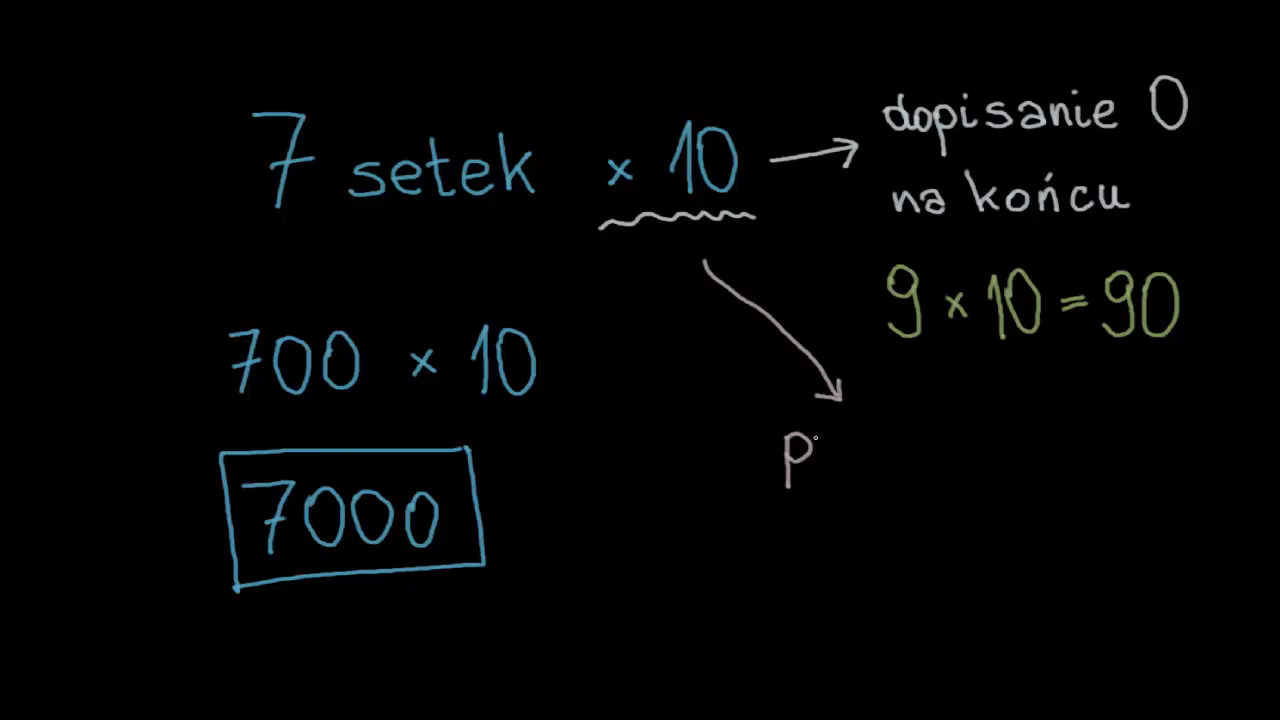 7 setek × 10 → dopisanie 0
na końcu
9 × 10 = 90
700 × 10
7000
p